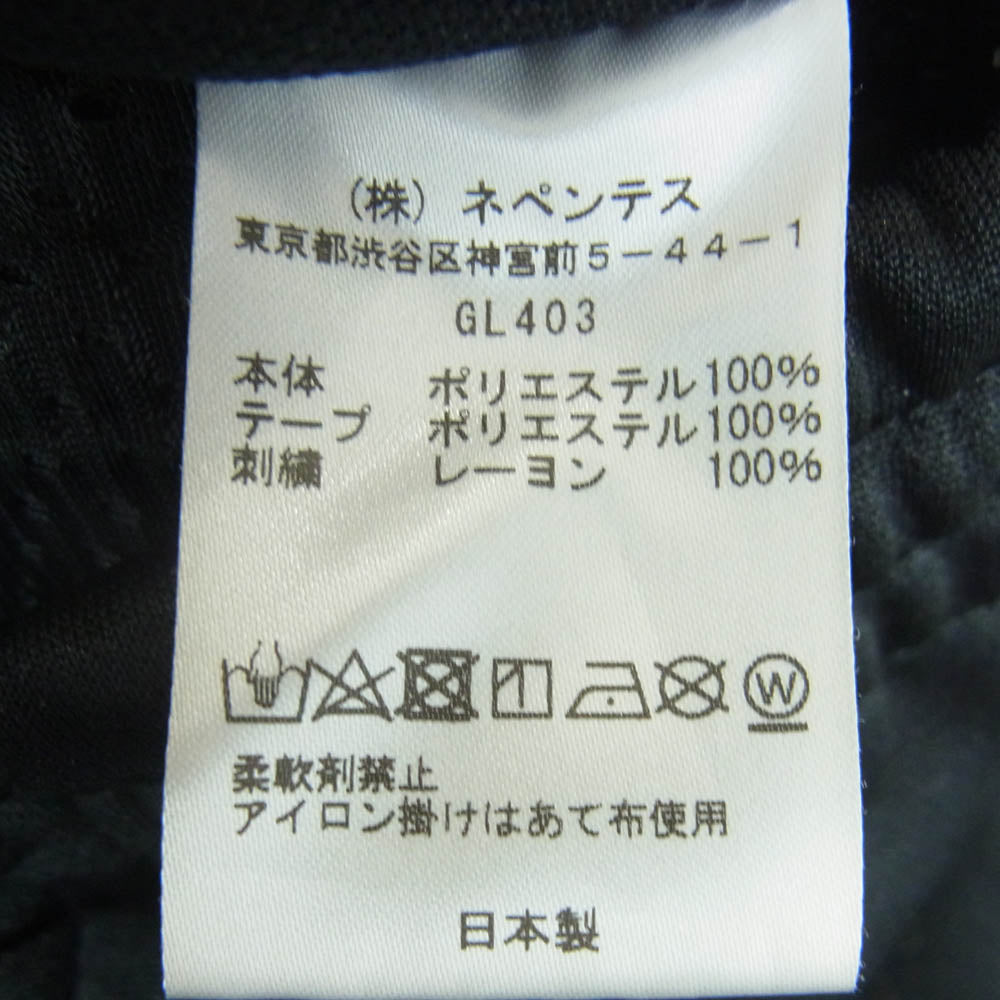 (株) ネペンテス
東京都渋谷区神宮前5-44-1
GL403
本体 ポリエステル100%
テープ ポリエステル100%
刺繍 レーヨン 100%
W
柔軟剤禁止
アイロン掛けはあて布使用
日本製